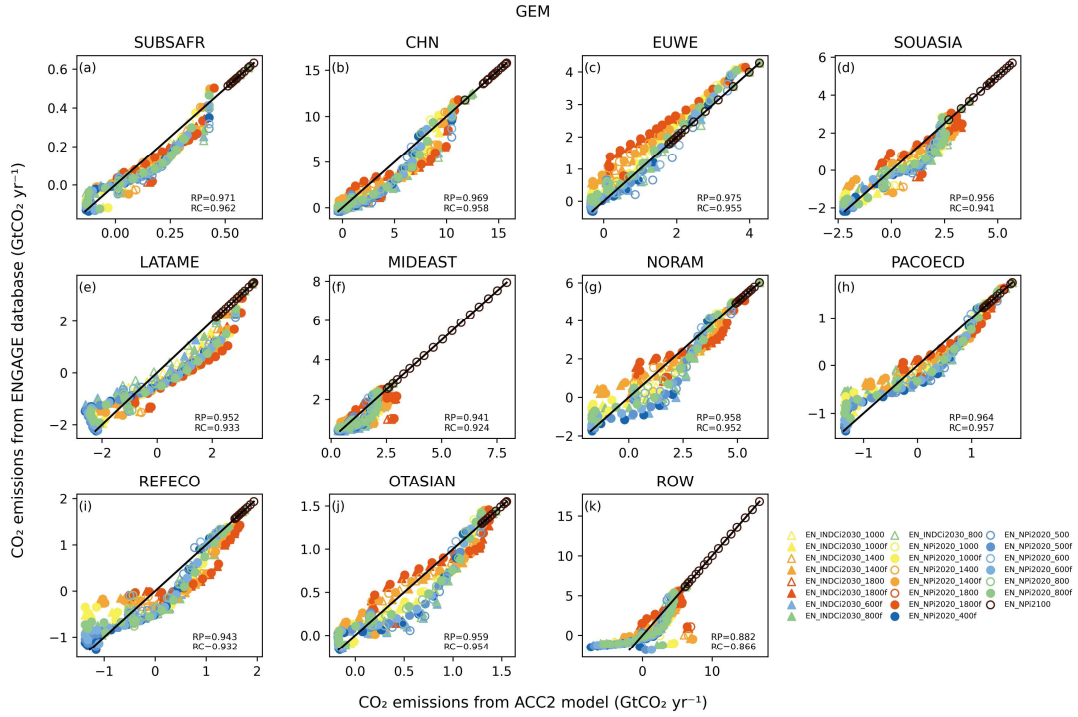 GEM
SUBSAFR
CHN
EUWE
SOUASIA
(a)
(b)
(c)
(d)
0.6
0.4
0.2
0.0
15
10
5
0
4
3
2
1
0
6
4
2
0
−2
RP=0.971
RC=0.962
RP=0.969
RC=0.958
RP=0.975
RC=0.955
RP=0.956
RC=0.941
0.00 0.25 0.50
0 5 10 15
0 2 4
−2.5 0.0 2.5 5.0
LATAME
MIDEAST
NORAM
PACOECD
(e)
(f)
(g)
(h)
2
0
−2
8
6
4
2
6
4
2
0
−2
1
0
−1
RP=0.952
RC=0.933
RP=0.941
RC=0.924
RP=0.958
RC=0.952
RP=0.964
RC=0.957
−2 0 2
0.0 2.5 5.0 7.5
0.0 2.5 5.0
−1 0 1
REFECO
OTASIAN
ROW
(i)
(j)
(k)
2
1
0
−1
1.5
1.0
0.5
0.0
15
10
5
0
RP=0.943
RC=0.932
RP=0.959
RC=0.954
RP=0.882
RC=0.866
−1 0 1 2
0.0 0.5 1.0 1.5
0 10
EN_INDCi2030_1000
EN_INDCi2030_1000f
EN_INDCi2030_1400
EN_INDCi2030_1400f
EN_INDCi2030_1800
EN_INDCi2030_1800f
EN_INDCi2030_600f
EN_INDCi2030_800f
EN_INDCi2030_800
EN_NPi2020_1000
EN_NPi2020_1000f
EN_NPi2020_1400
EN_NPi2020_1400f
EN_NPi2020_1800
EN_NPi2020_1800f
EN_NPi2020_400f
EN_NPi2020_500
EN_NPi2020_500f
EN_NPi2020_600
EN_NPi2020_600f
EN_NPi2020_800
EN_NPi2020_800f
EN_NPi2100
CO₂ emissions from ENGAGE database (GtCO₂ yr⁻¹)
CO₂ emissions from ACC2 model (GtCO₂ yr⁻¹)